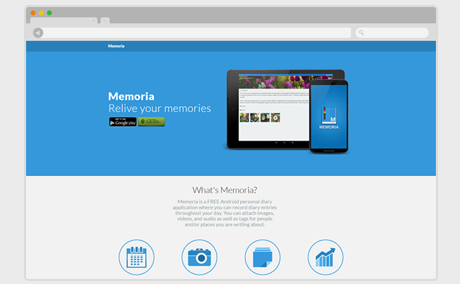 Memoria
Memoria
Relive your memories
Google play
MEMORIA
What's Memoria?
Memoria is a FREE Android personal diary
application where you can record diary entries
throughout your day. You can attach images,
videos, and audio as well as tags for people
and/or places you are writing about.